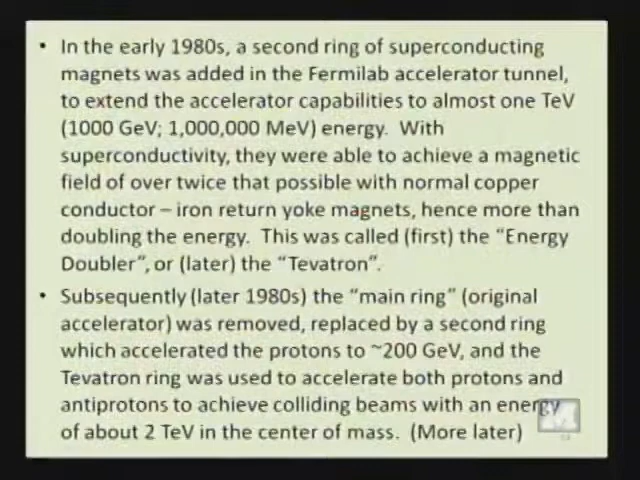 • In the early 1980s, a second ring of superconducting
magnets was added in the Fermilab accelerator tunnel,
to extend the accelerator capabilities to almost one TeV
(1000 GeV; 1,000,000 MeV) energy. With
superconductivity, they were able to achieve a magnetic
field of over twice that possible with normal copper
conductor – iron return yoke magnets, hence more than
doubling the energy. This was called (first) the “Energy
Doubler”, or (later) the “Tevatron”.
• Subsequently (later 1980s) the “main ring” (original
accelerator) was removed, replaced by a second ring
which accelerated the protons to ~200 GeV, and the
Tevatron ring was used to accelerate both protons and
antiprotons to achieve colliding beams with an energy
of about 2 TeV in the center of mass. (More later)